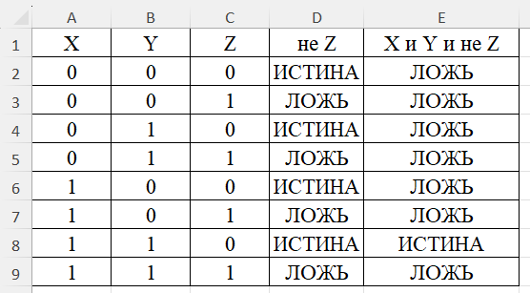 A B C D E
1 X Y Z не Z X и Y и не Z
2 0 0 0 ИСТИНА ЛОЖЬ
3 0 0 1 ЛОЖЬ ЛОЖЬ
4 0 1 0 ИСТИНА ЛОЖЬ
5 0 1 1 ЛОЖЬ ЛОЖЬ
6 1 0 0 ИСТИНА ЛОЖЬ
7 1 0 1 ЛОЖЬ ЛОЖЬ
8 1 1 0 ИСТИНА ИСТИНА
9 1 1 1 ЛОЖЬ ЛОЖЬ